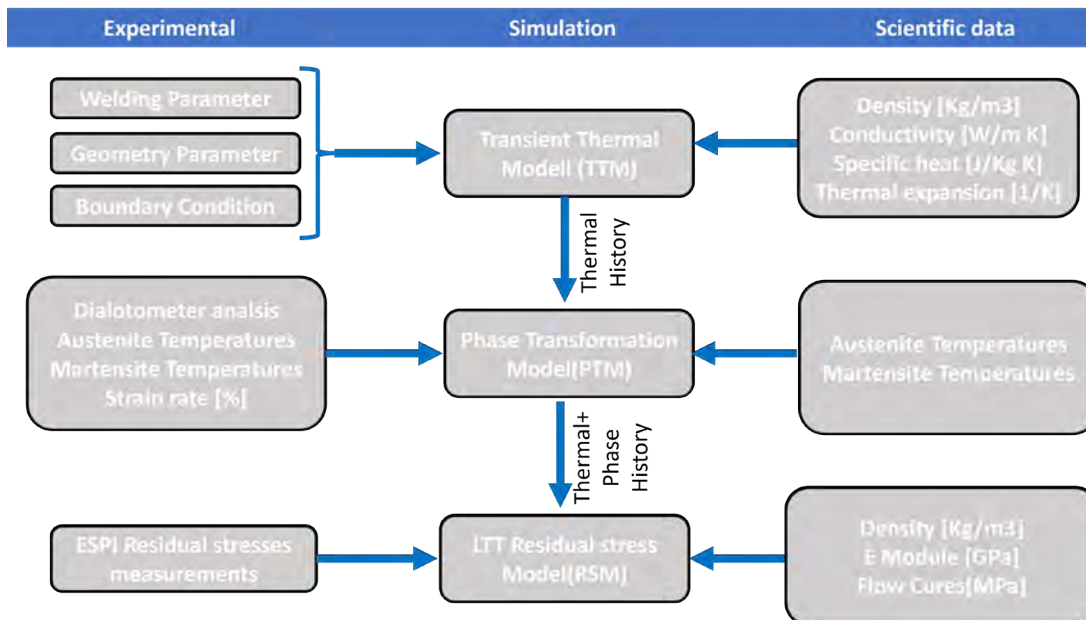 Experimental
Simulation
Scientific data
Welding Parameter
Geometry Parameter
Boundary Condition
Transient Thermal
Modell (TTM)
Density [Kg/m3]
Conductivity [W/m K]
Specific heat (J/Kg K)
Thermal expansion [1/K]
Thermal
History
Dialotometer analsis
Austenite Temperatures
Martensite Temperatures
Strain rate [%]
Phase Transformation
Model(PTM)
Austenite Temperatures
Martensite Temperatures
Thermal+
Phase
History
ESPI Residual stresses
measurements
LTT Residual stress
Model(RSM)
Density [Kg/m3]
E Module [GPa]
Flow Cures[MPa]